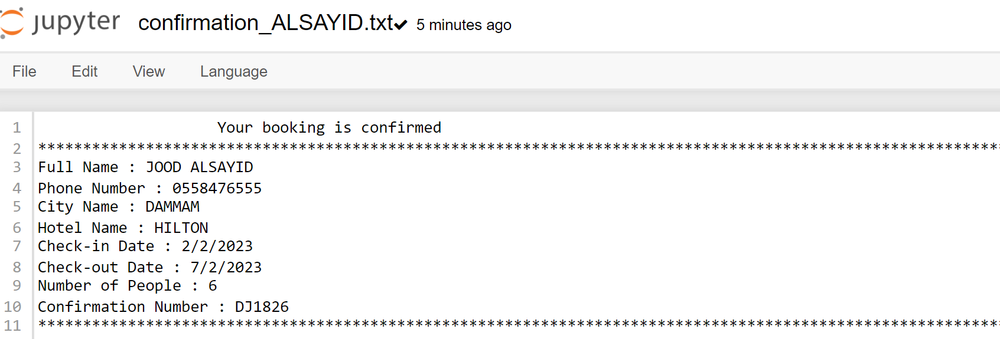 jupyter confirmation_ALSAYID.txt 5 minutes ago
File Edit View Language
1 Your booking is confirmed
2 ***********************************************************************************************************
3 Full Name : JOOD ALSAYID
4 Phone Number : 0558476555
5 City Name : DAMMAM
6 Hotel Name : HILTON
7 Check-in Date : 2/2/2023
8 Check-out Date : 7/2/2023
9 Number of People : 6
10 Confirmation Number : DJ1826
11 ***********************************************************************************************************